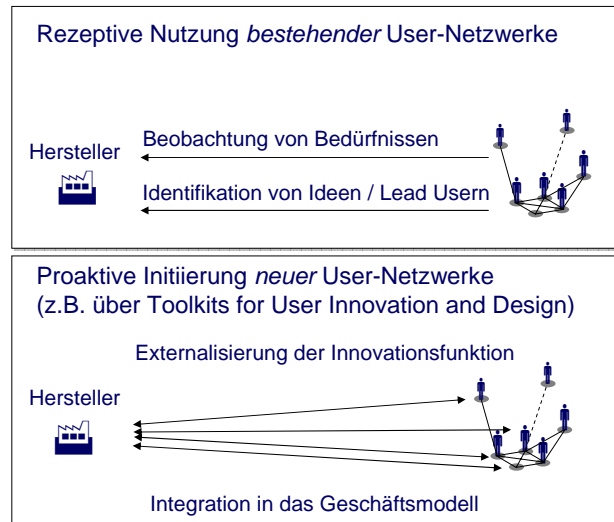 Rezeptive Nutzung bestehender User-Netzwerke
Beobachtung von Bedürfnissen
Hersteller
Identifikation von Ideen / Lead Usern
Proaktive Initiierung neuer User-Netzwerke
(z.B. über Toolkits for User Innovation and Design)
Externalisierung der Innovationsfunktion
Hersteller
Integration in das Geschäftsmodell